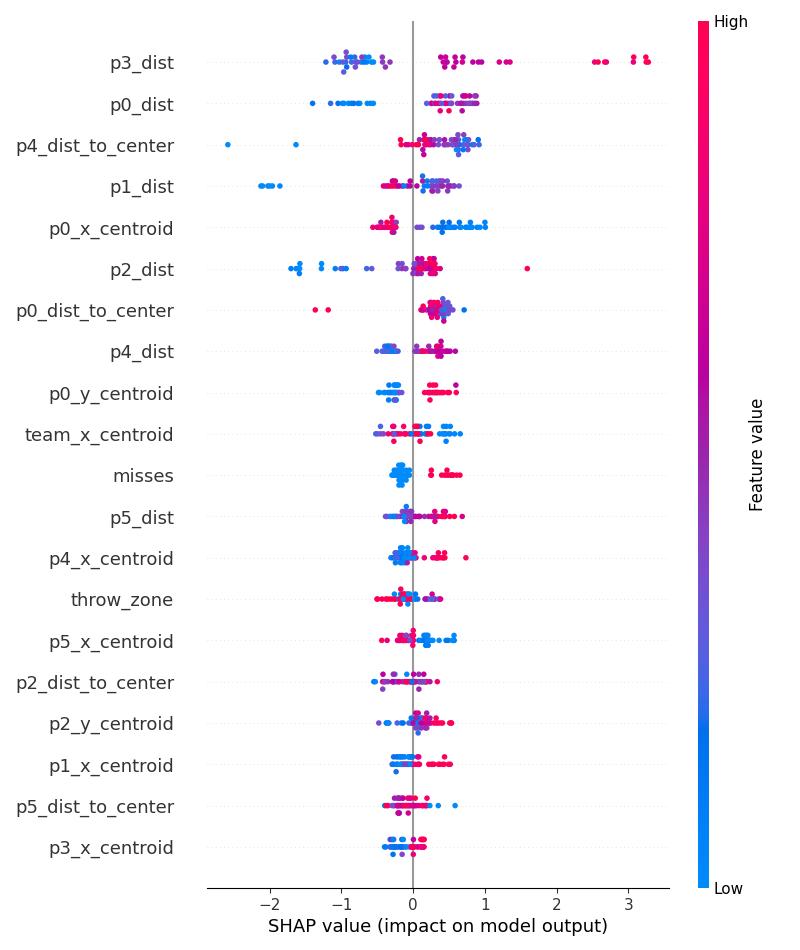 High
p3_dist
p0_dist
p4_dist_to_center
p1_dist
p0_x_centroid
p2_dist
p0_dist_to_center
p4_dist
p0_y_centroid
team_x_centroid
misses
p5_dist
p4_x_centroid
throw_zone
p5_x_centroid
p2_dist_to_center
p2_y_centroid
p1_x_centroid
p5_dist_to_center
p3_x_centroid
Feature value
Low
−2 −1 0 1 2 3
SHAP value (impact on model output)